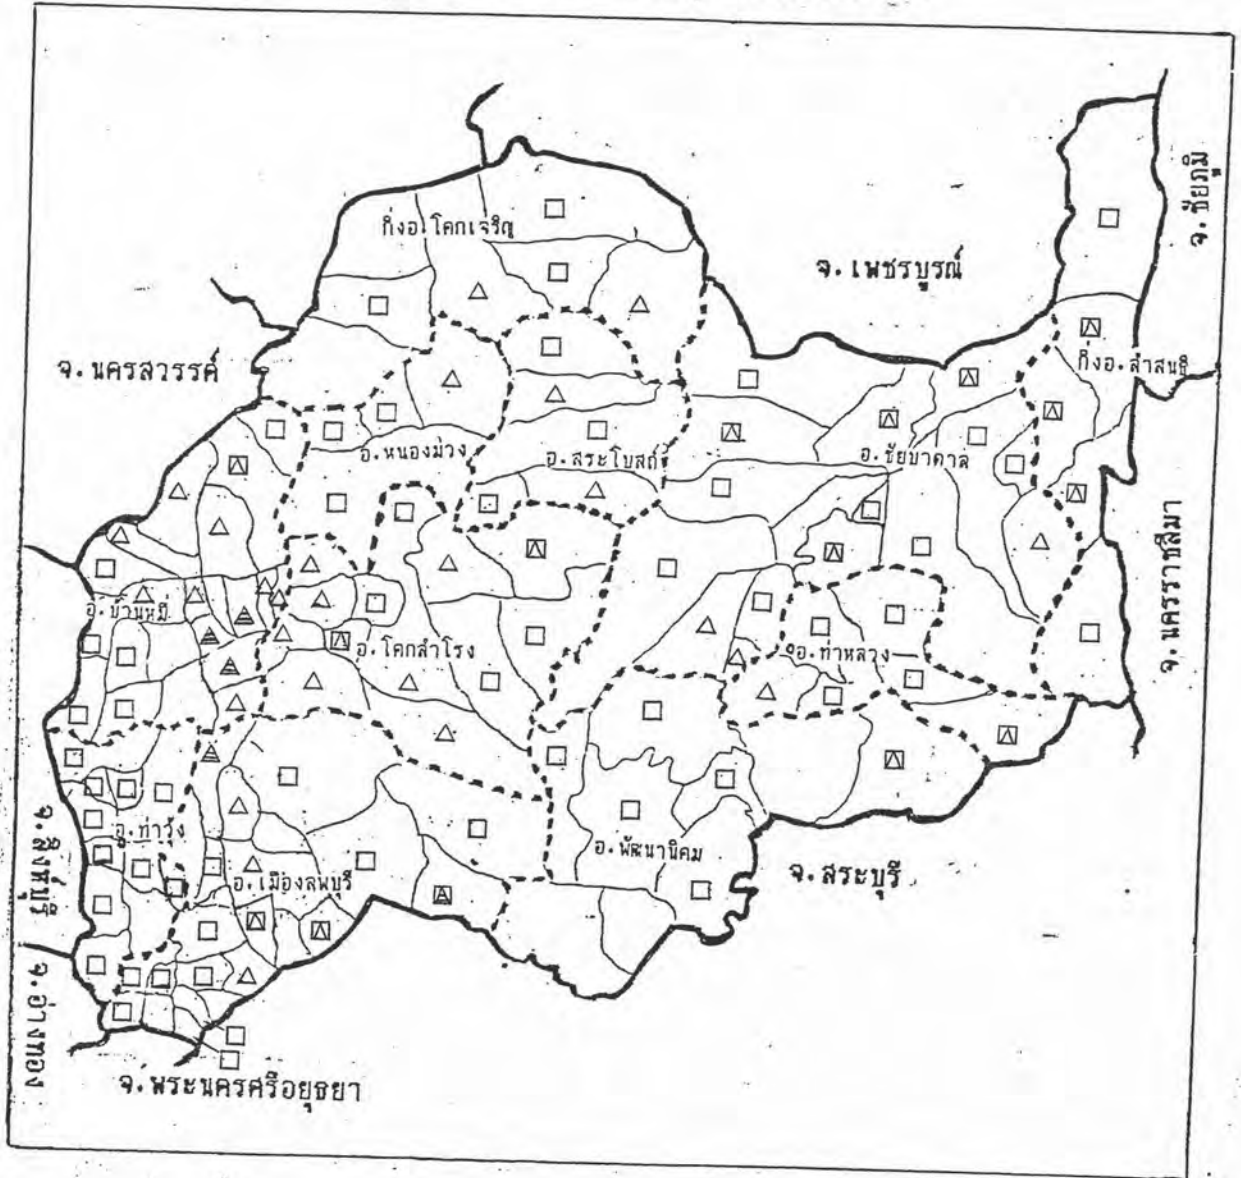 กิ่งอ.โคกเจริญ
จ.ชัยภูมิ
จ.เพชรบูรณ์
จ.นครสวรรค์
กิ่งอ.ลำสนธิ
อ.หนองม่วง
อ.สระโบสถ์
อ.ชัยบาดาล
จ.นครราชสีมา
อ.บ้านหมี่
อ.โคกสำโรง
อ.ท่าหลวง
อ.ท่าวุ้ง
อ.พัฒนานิคม
จ.สิงห์บุรี
อ.เมืองลพบุรี
จ.สระบุรี
จ.อ่างทอง
จ.พระนครศรีอยุธยา